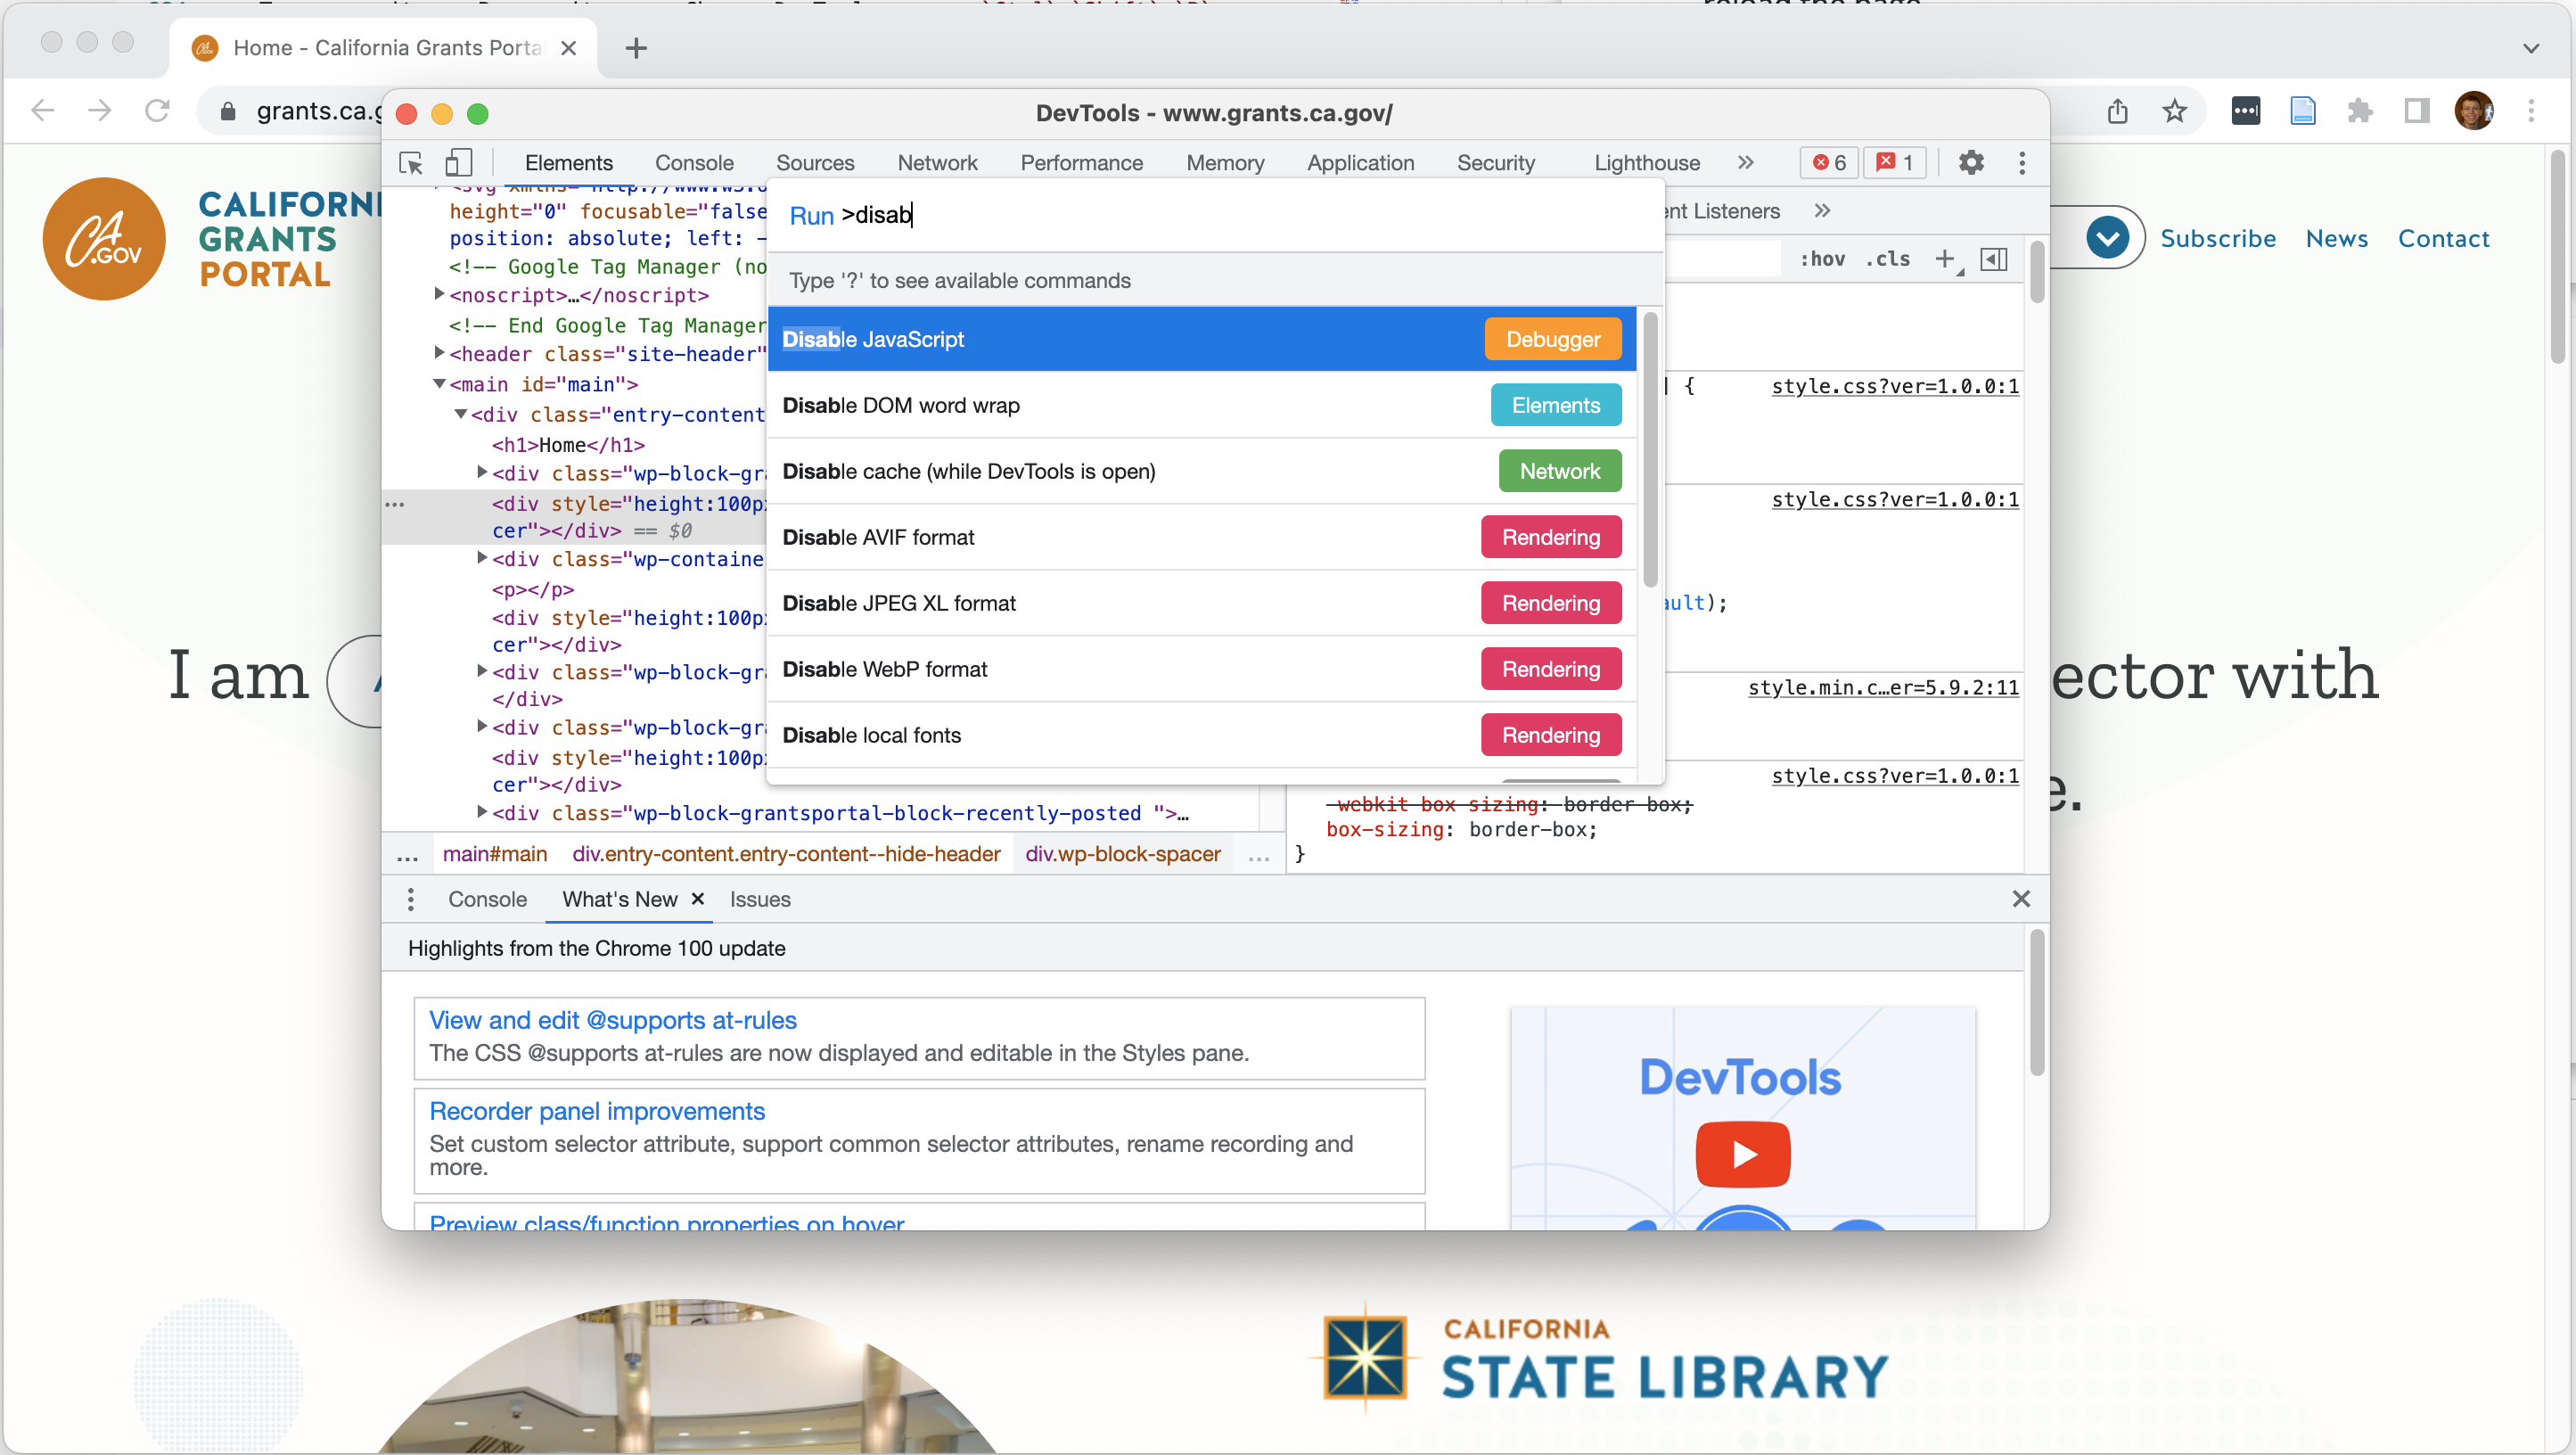 Home - California Grants Porta
grants.ca.g
CALIFORNI
GRANTS
PORTAL
CA
.GOV
Subscribe News Contact
I am
ector with
e.
DevTools - www.grants.ca.gov/
Elements Console Sources Network Performance Memory Application Security Lighthouse » 6 1
height="0" focusable="false
position: absolute; left: -
<!-- Google Tag Manager (no
<noscript>…</noscript>
<!-- End Google Tag Manager
<header class="site-header"
<main id="main">
<div class="entry-content
<h1>Home</h1>
<div class="wp-block-gr
<div style="height:100p
cer"></div> == $0
<div class="wp-containe
<p></p>
<div style="height:100p
cer"></div>
<div class="wp-block-gr
</div>
<div class="wp-block-gr
<div style="height:100p
cer"></div>
<div class="wp-block-grantsportal-block-recently-posted ">…
Run >disab
Type '?' to see available commands
Disable JavaScript Debugger
Disable DOM word wrap Elements
Disable cache (while DevTools is open) Network
Disable AVIF format Rendering
Disable JPEG XL format Rendering
Disable WebP format Rendering
Disable local fonts Rendering
ent Listeners »
:hov .cls +
{ style.css?ver=1.0.0:1
style.css?ver=1.0.0:1
ault);
style.min.c…er=5.9.2:11
style.css?ver=1.0.0:1
-webkit-box-sizing: border-box;
box-sizing: border-box;
}
… main#main div.entry-content.entry-content--hide-header div.wp-block-spacer …
Console What's New × Issues
Highlights from the Chrome 100 update
View and edit @supports at-rules
The CSS @supports at-rules are now displayed and editable in the Styles pane.
Recorder panel improvements
Set custom selector attribute, support common selector attributes, rename recording and
more.
Preview class/function properties on hover
DevTools
CALIFORNIA
STATE LIBRARY